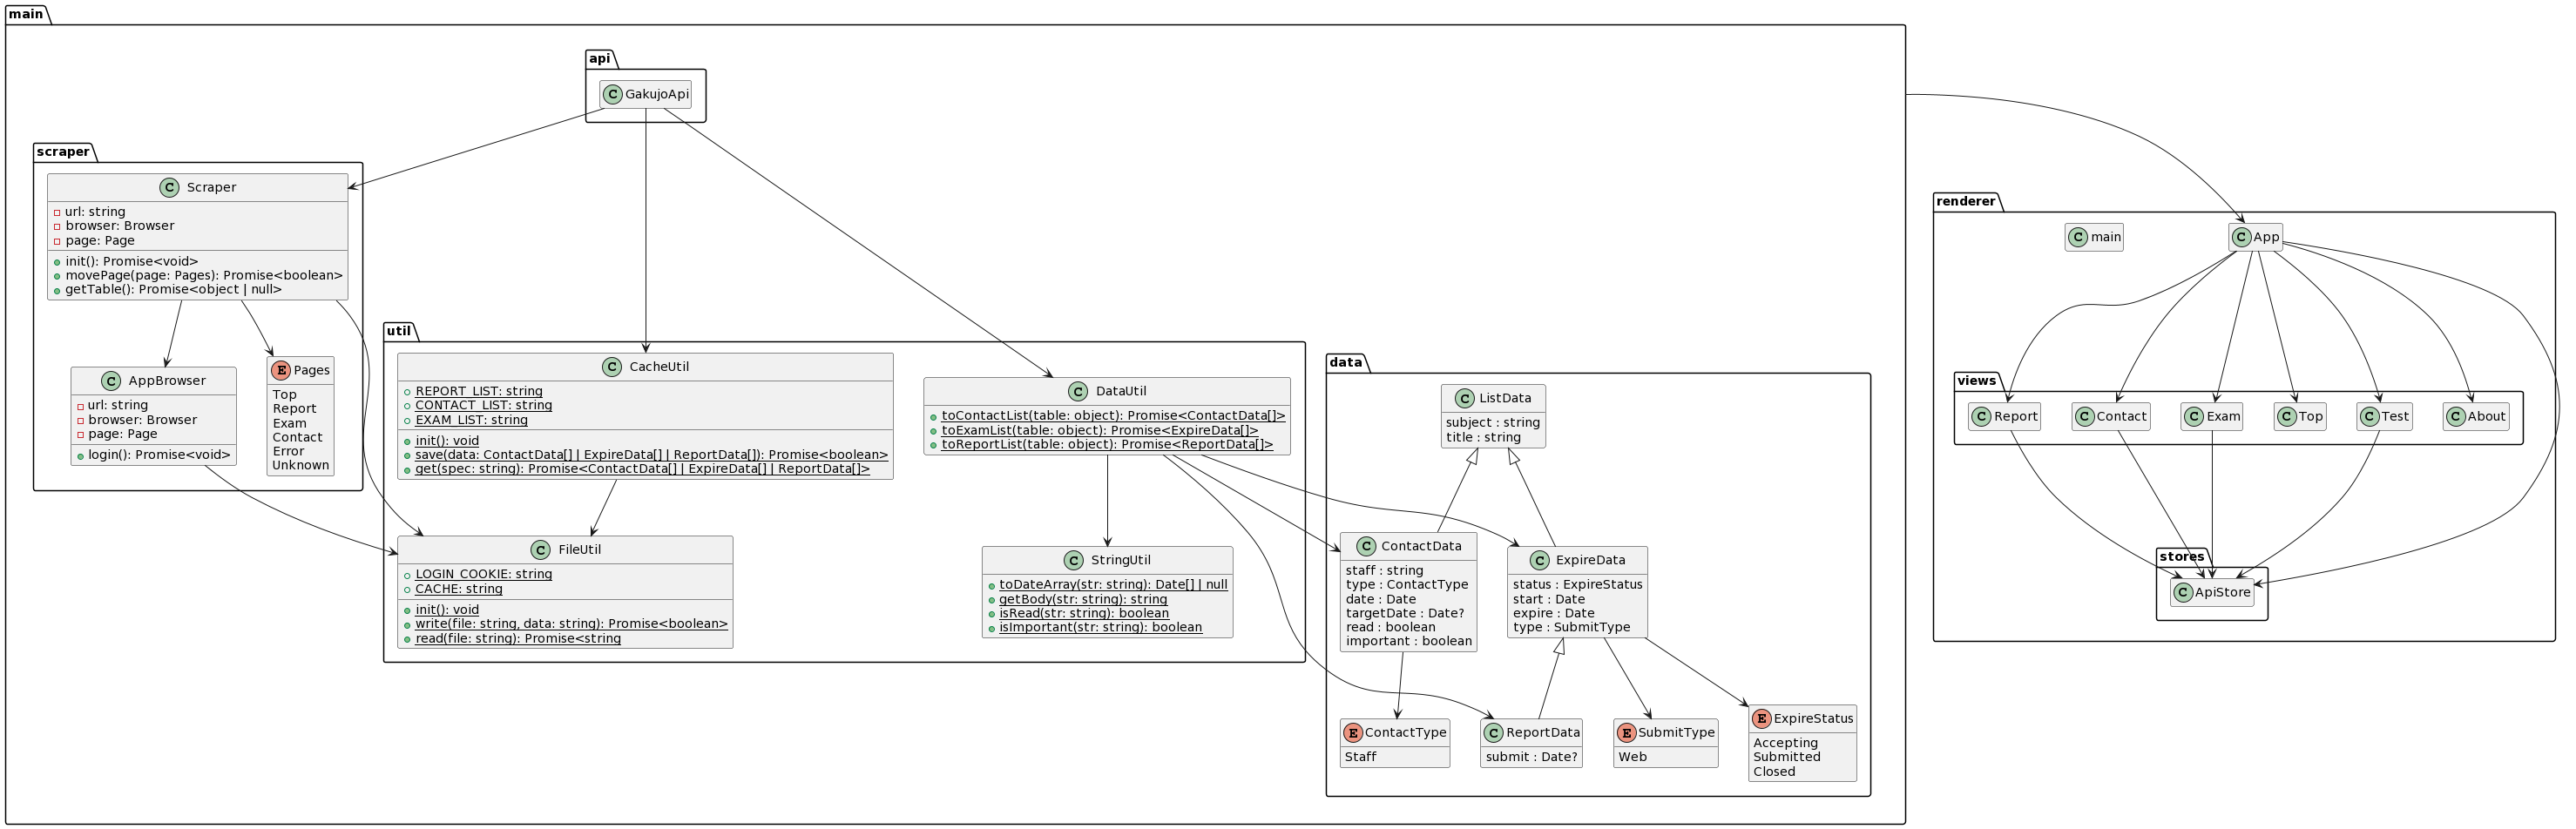 main
api
C GakujoApi
scraper
C Scraper
url: string
browser: Browser
page: Page
init(): Promise<void>
movePage(page: Pages): Promise<boolean>
getTable(): Promise<object | null>
C AppBrowser
url: string
browser: Browser
page: Page
login(): Promise<void>
E Pages
Top
Report
Exam
Contact
Error
Unknown
util
C CacheUtil
REPORT_LIST: string
CONTACT_LIST: string
EXAM_LIST: string
init(): void
save(data: ContactData[] | ExpireData[] | ReportData[]): Promise<boolean>
get(spec: string): Promise<ContactData[] | ExpireData[] | ReportData[]>
C DataUtil
toContactList(table: object): Promise<ContactData[]>
toExamList(table: object): Promise<ExpireData[]>
toReportList(table: object): Promise<ReportData[]>
C FileUtil
LOGIN_COOKIE: string
CACHE: string
init(): void
write(file: string, data: string): Promise<boolean>
read(file: string): Promise<string
C StringUtil
toDateArray(str: string): Date[] | null
getBody(str: string): string
isRead(str: string): boolean
isImportant(str: string): boolean
data
C ListData
subject : string
title : string
C ContactData
staff : string
type : ContactType
date : Date
targetDate : Date?
read : boolean
important : boolean
C ExpireData
status : ExpireStatus
start : Date
expire : Date
type : SubmitType
E ContactType
Staff
C ReportData
submit : Date?
E SubmitType
Web
E ExpireStatus
Accepting
Submitted
Closed
renderer
C main
C App
views
C Report
C Contact
C Exam
C Top
C Test
C About
stores
C ApiStore